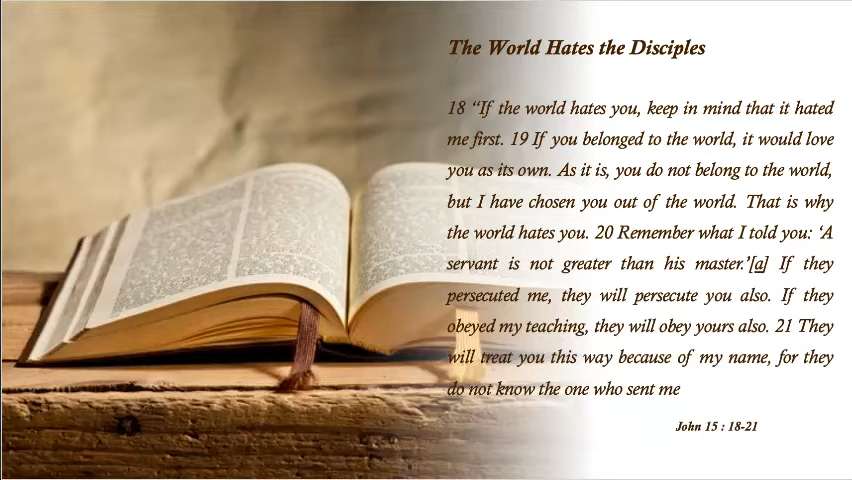 The World Hates the Disciples
18 “If the world hates you, keep in mind that it hated
me first. 19 If you belonged to the world, it would love
you as its own. As it is, you do not belong to the world,
but I have chosen you out of the world. That is why
the world hates you. 20 Remember what I told you: ‘A
servant is not greater than his master.’[a] If they
persecuted me, they will persecute you also. If they
obeyed my teaching, they will obey yours also. 21 They
will treat you this way because of my name, for they
do not know the one who sent me
John 15 : 18-21